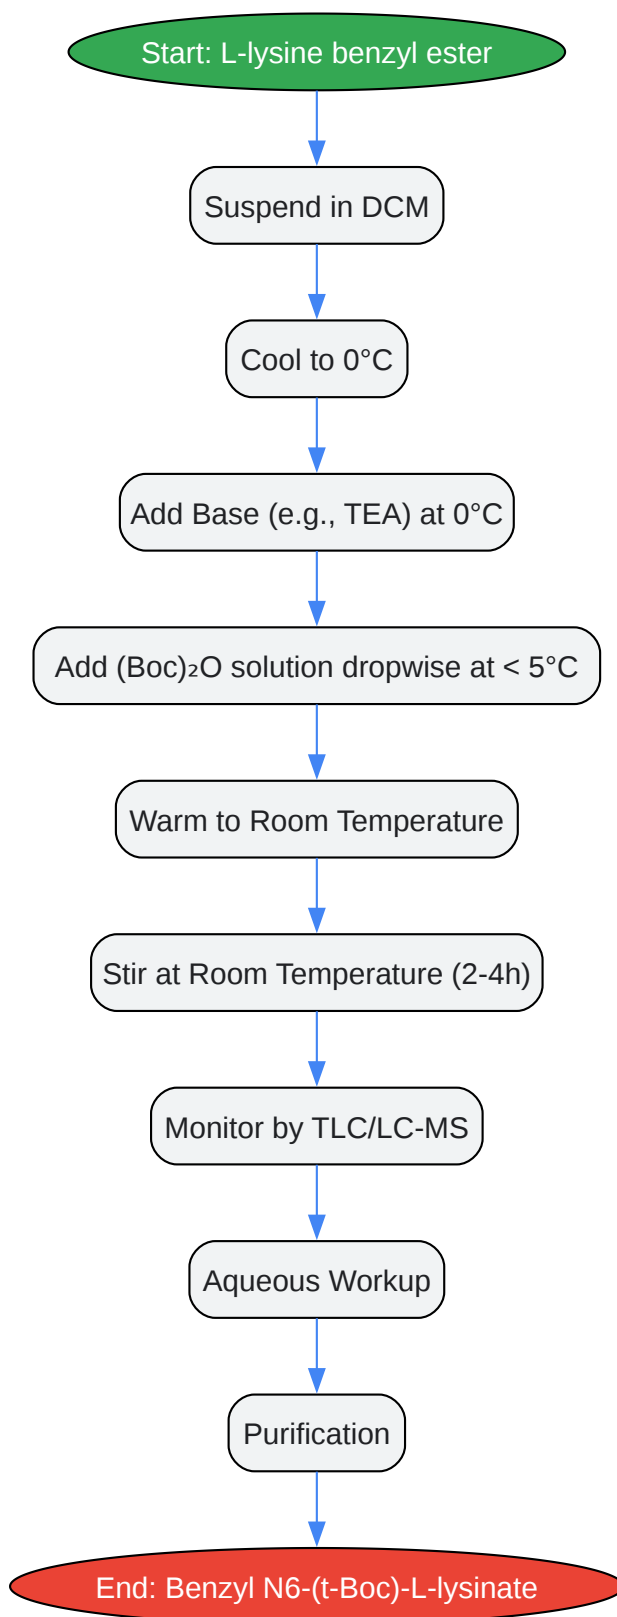 Start: L-lysine benzyl ester
Suspend in DCM
Cool to 0°C
Add Base (e.g., TEA) at 0°C
Add (Boc)₂O solution dropwise at < 5°C
Warm to Room Temperature
Stir at Room Temperature (2-4h)
Monitor by TLC/LC-MS
Aqueous Workup
Purification
End: Benzyl N6-(t-Boc)-L-lysinate